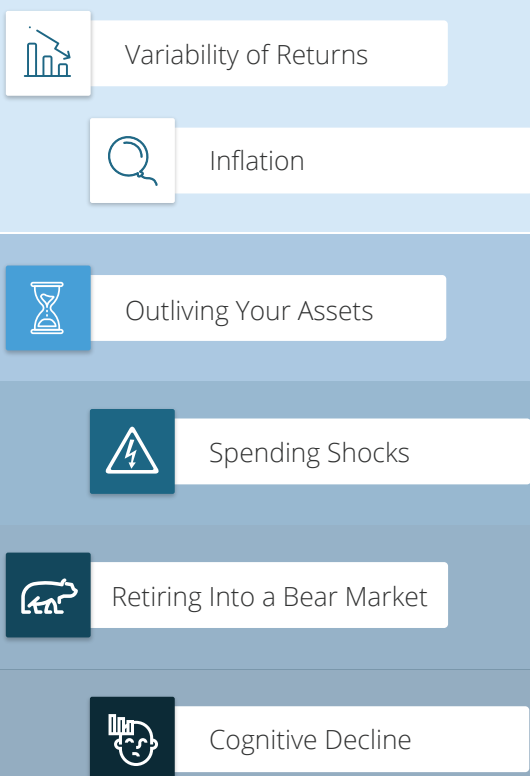 Variability of Returns
Inflation
Outliving Your Assets
Spending Shocks
Retiring Into a Bear Market
Cognitive Decline